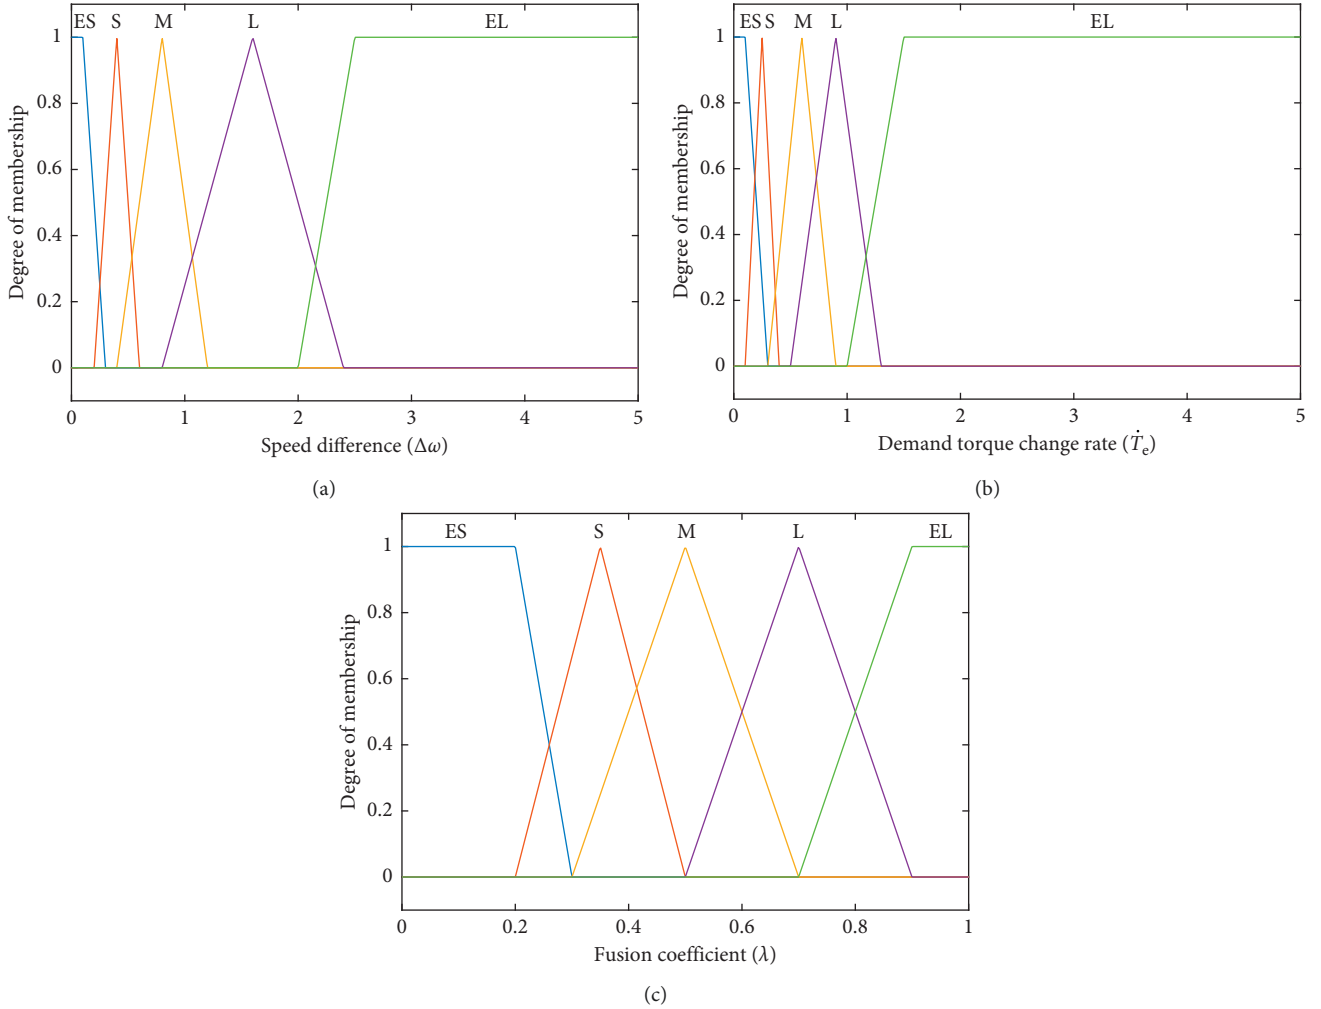 ES S M L EL
1
0.8
0.6
0.4
0.2
0
Degree of membership
0 1 2 3 4 5
Speed difference (Δω)
(a)
ES S M L EL
1
0.8
0.6
0.4
0.2
0
Degree of membership
0 1 2 3 4 5
Demand torque change rate (Ṫe)
(b)
ES S M L EL
1
0.8
0.6
0.4
0.2
0
Degree of membership
0 0.2 0.4 0.6 0.8 1
Fusion coefficient (λ)
(c)